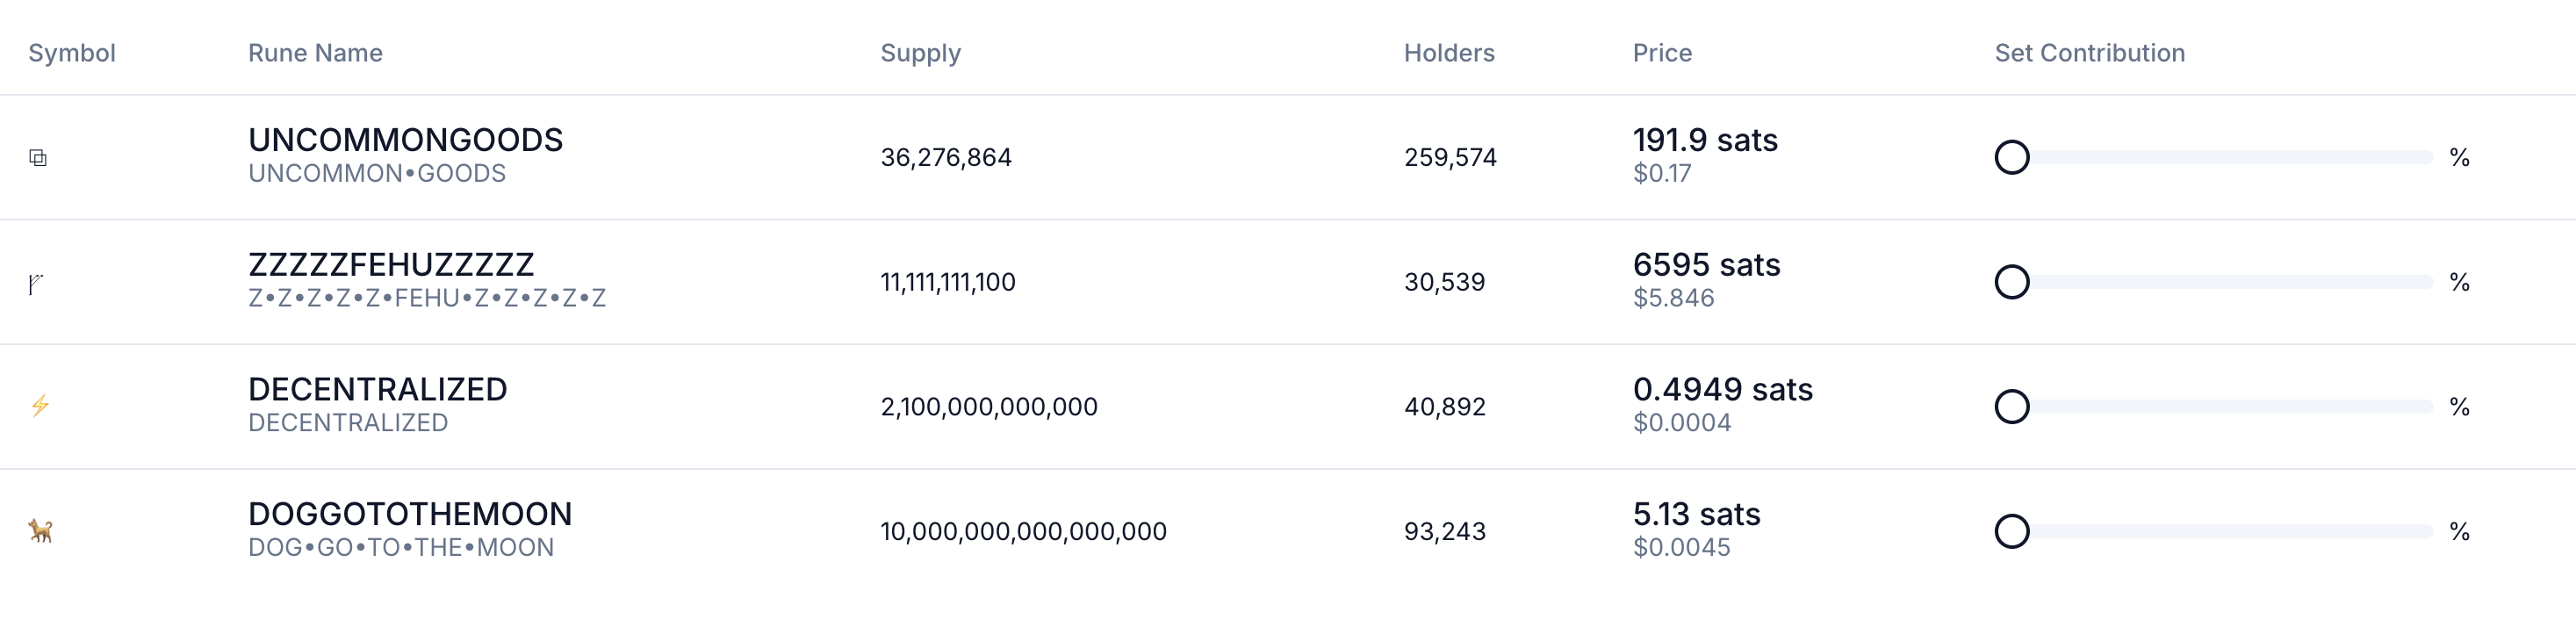 Symbol Rune Name Supply Holders Price Set Contribution
⧉ UNCOMMONGOODS 36,276,864 259,574 191.9 sats %
UNCOMMON•GOODS $0.17
ᚠ ZZZZZFEHUZZZZZ 11,111,111,100 30,539 6595 sats %
Z•Z•Z•Z•Z•FEHU•Z•Z•Z•Z•Z $5.846
⚡ DECENTRALIZED 2,100,000,000,000 40,892 0.4949 sats %
DECENTRALIZED $0.0004
🐕 DOGGOTOTHEMOON 10,000,000,000,000,000 93,243 5.13 sats %
DOG•GO•TO•THE•MOON $0.0045